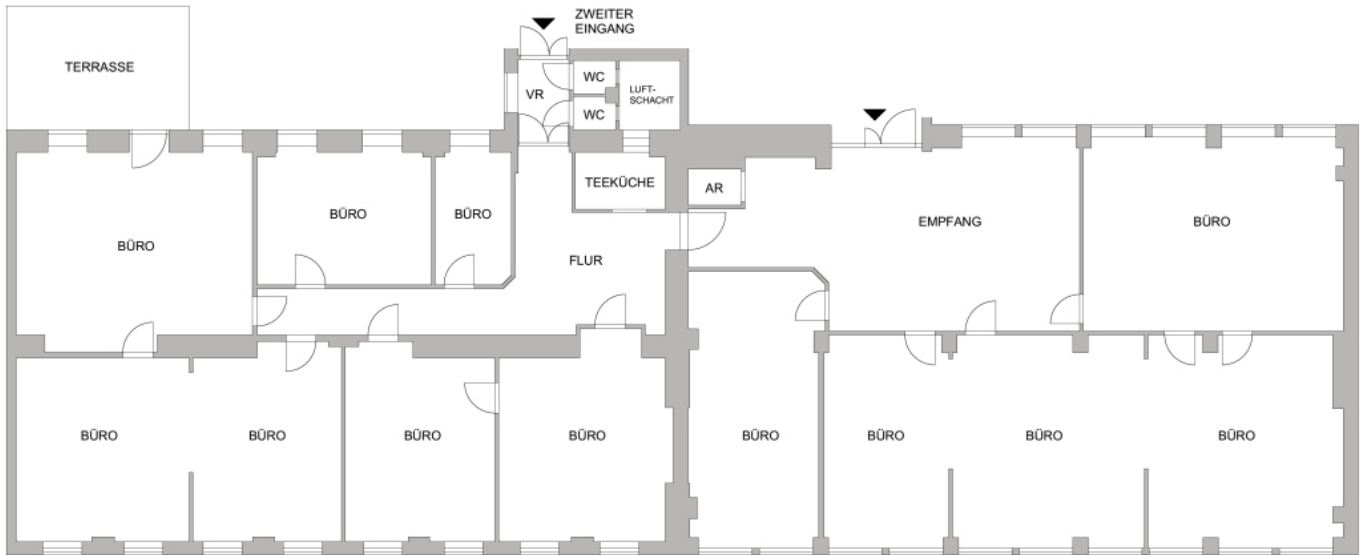 ZWEITER
EINGANG
TERRASSE
WC
VR
LUFT-
SCHACHT
WC
TEEKÜCHE
AR
BÜRO
BÜRO
BÜRO
EMPFANG
BÜRO
FLUR
BÜRO
BÜRO
BÜRO
BÜRO
BÜRO
BÜRO
BÜRO
BÜRO